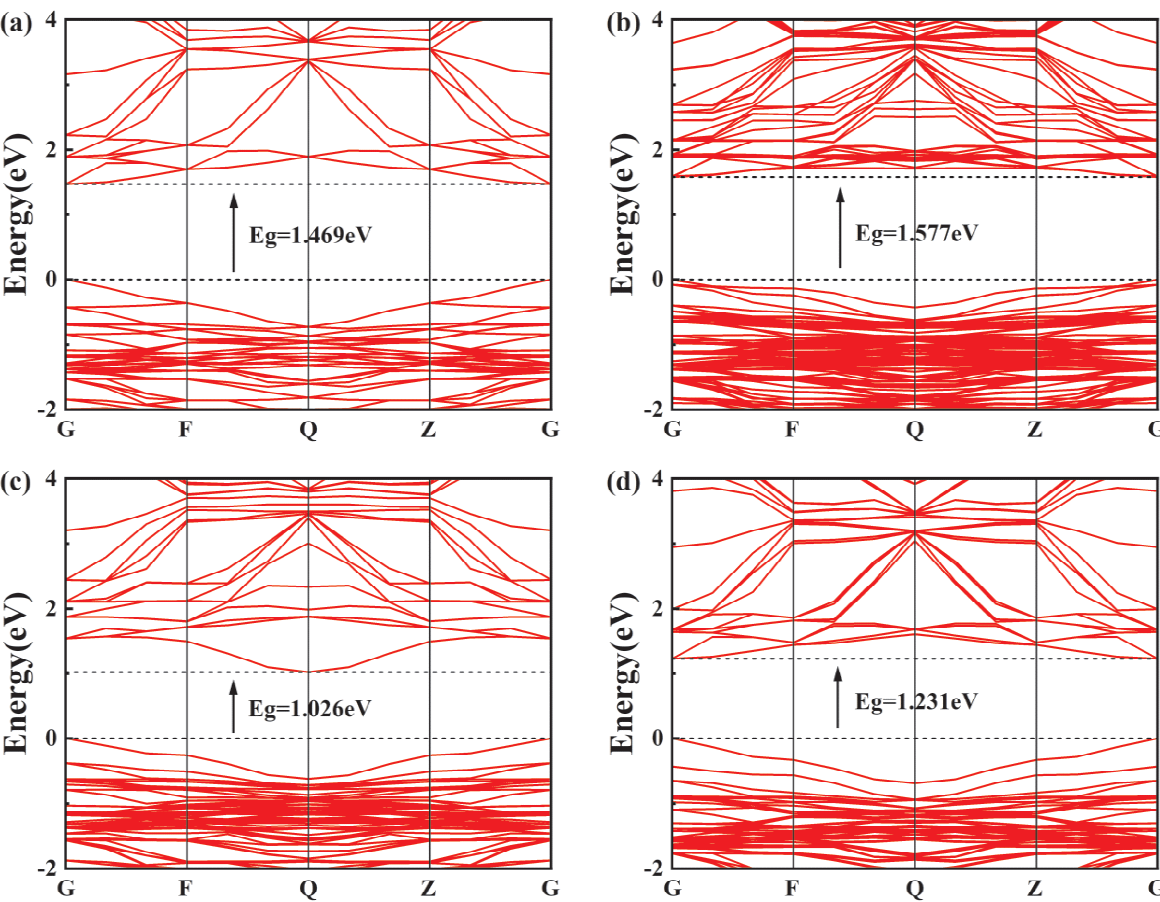 (a)
4
2
0
-2
Energy(eV)
Eg=1.469eV
G F Q Z G
(b)
4
2
0
-2
Energy(eV)
Eg=1.577eV
G F Q Z G
(c)
4
2
0
-2
Energy(eV)
Eg=1.026eV
G F Q Z G
(d)
4
2
0
-2
Energy(eV)
Eg=1.231eV
G F Q Z G